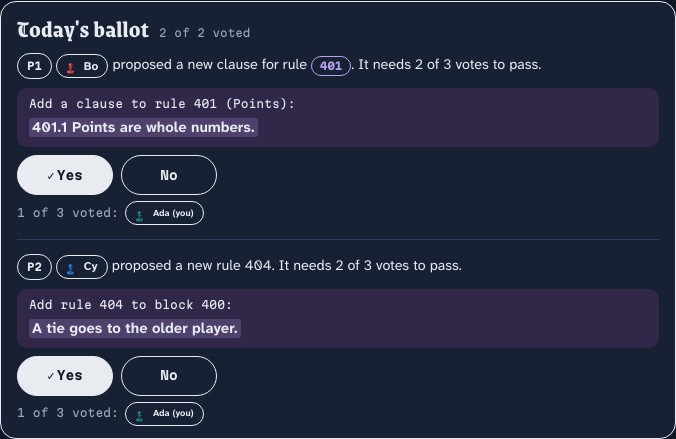 Today's ballot 2 of 2 voted
P1 Bo proposed a new clause for rule 401. It needs 2 of 3 votes to pass.
Add a clause to rule 401 (Points):
401.1 Points are whole numbers.
✓Yes No
1 of 3 voted: Ada (you)
P2 Cy proposed a new rule 404. It needs 2 of 3 votes to pass.
Add rule 404 to block 400:
A tie goes to the older player.
✓Yes No
1 of 3 voted: Ada (you)